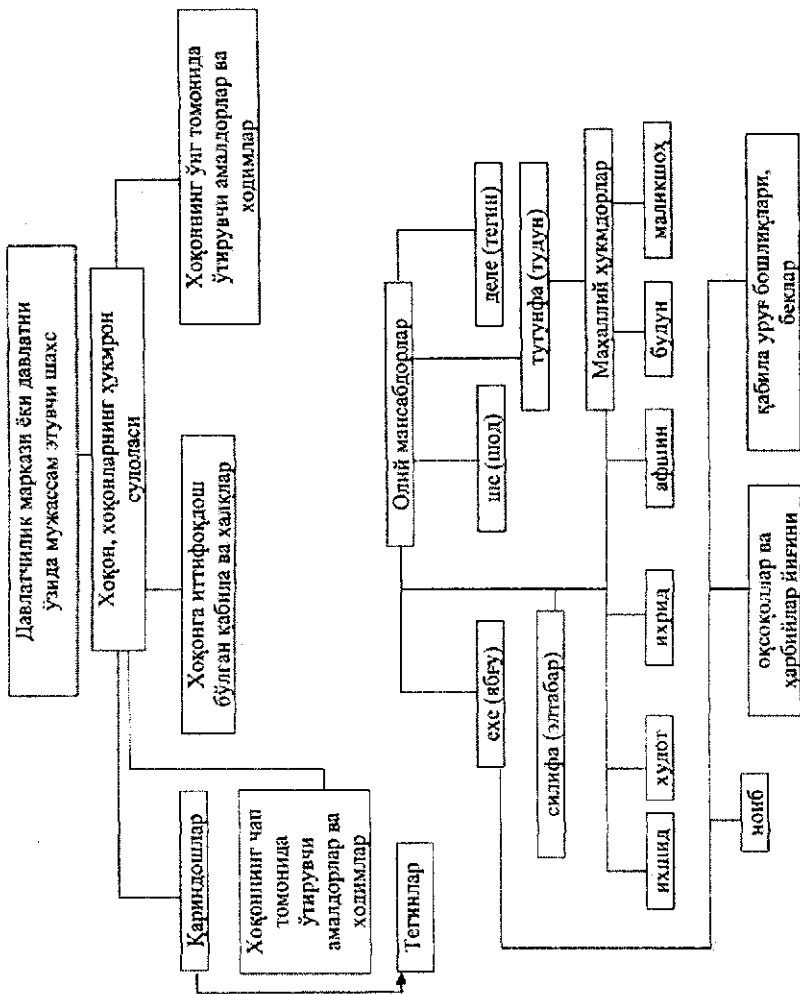 Давлатчилик маркази ёки давлатни
ўзида мужассам этувчи шахс
Хоқон, хоқонларнинг ҳукмрон
сулоласи
Қариндошлар
Хоқонга иттифоқдош
бўлган қабила ва халқлар
Хоқоннинг ўнг томонида
ўтирувчи амалдорлар ва
ходимлар
Хоқоннинг чап
томонида
ўтирувчи
амалдорлар ва
ходимлар
Тегинлар
Олий мансабдорлар
ехе (ябғу)
ше (шод)
деле (тегин)
силифа (элтабар)
тутунфа (тудун)
Маҳаллий ҳукмдорлар
ихшид
худот
ихрид
афшин
будун
маликшоҳ
ноиб
оқсоқоллар ва
ҳарбийлар йиғини
қабила уруғ бошлиқлари,
беклар